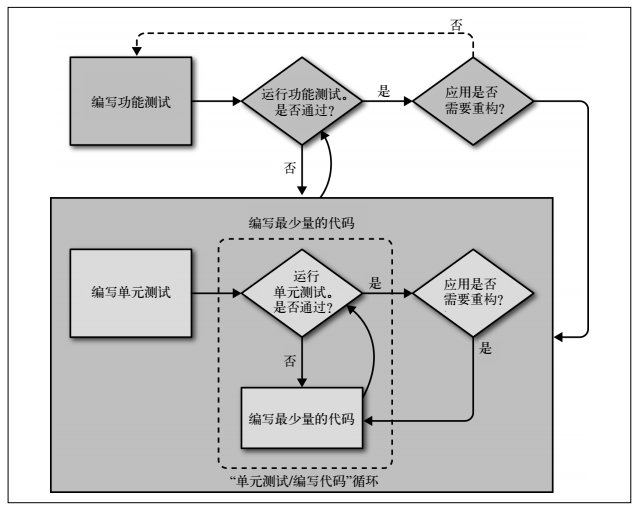 否
编写功能测试
运行功能测试。
是否通过?
是
应用是否
需要重构?
否
编写最少量的代码
编写单元测试
运行
单元测试。
是否通过?
是
应用是否
需要重构?
否
是
编写最少量的代码
“单元测试/编写代码”循环